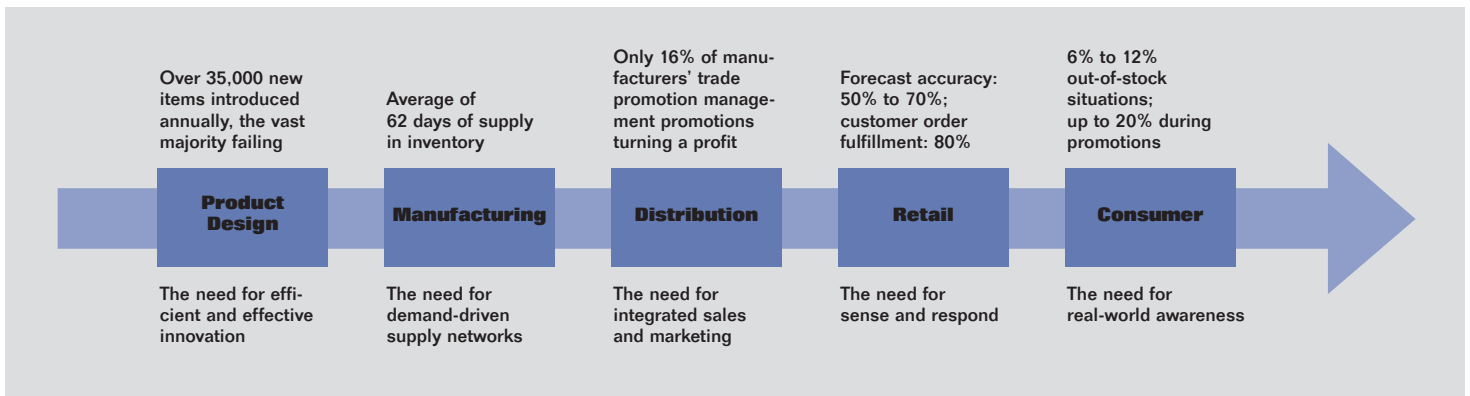 Over 35,000 new
items introduced
annually, the vast
majority failing
Average of
62 days of supply
in inventory
Only 16% of manu-
facturers’ trade
promotion manage-
ment promotions
turning a profit
Forecast accuracy:
50% to 70%;
customer order
fulfillment: 80%
6% to 12%
out-of-stock
situations;
up to 20% during
promotions
Product
Design
Manufacturing
Distribution
Retail
Consumer
The need for effi-
cient and effective
innovation
The need for
demand-driven
supply networks
The need for
integrated sales
and marketing
The need for
sense and respond
The need for
real-world awareness